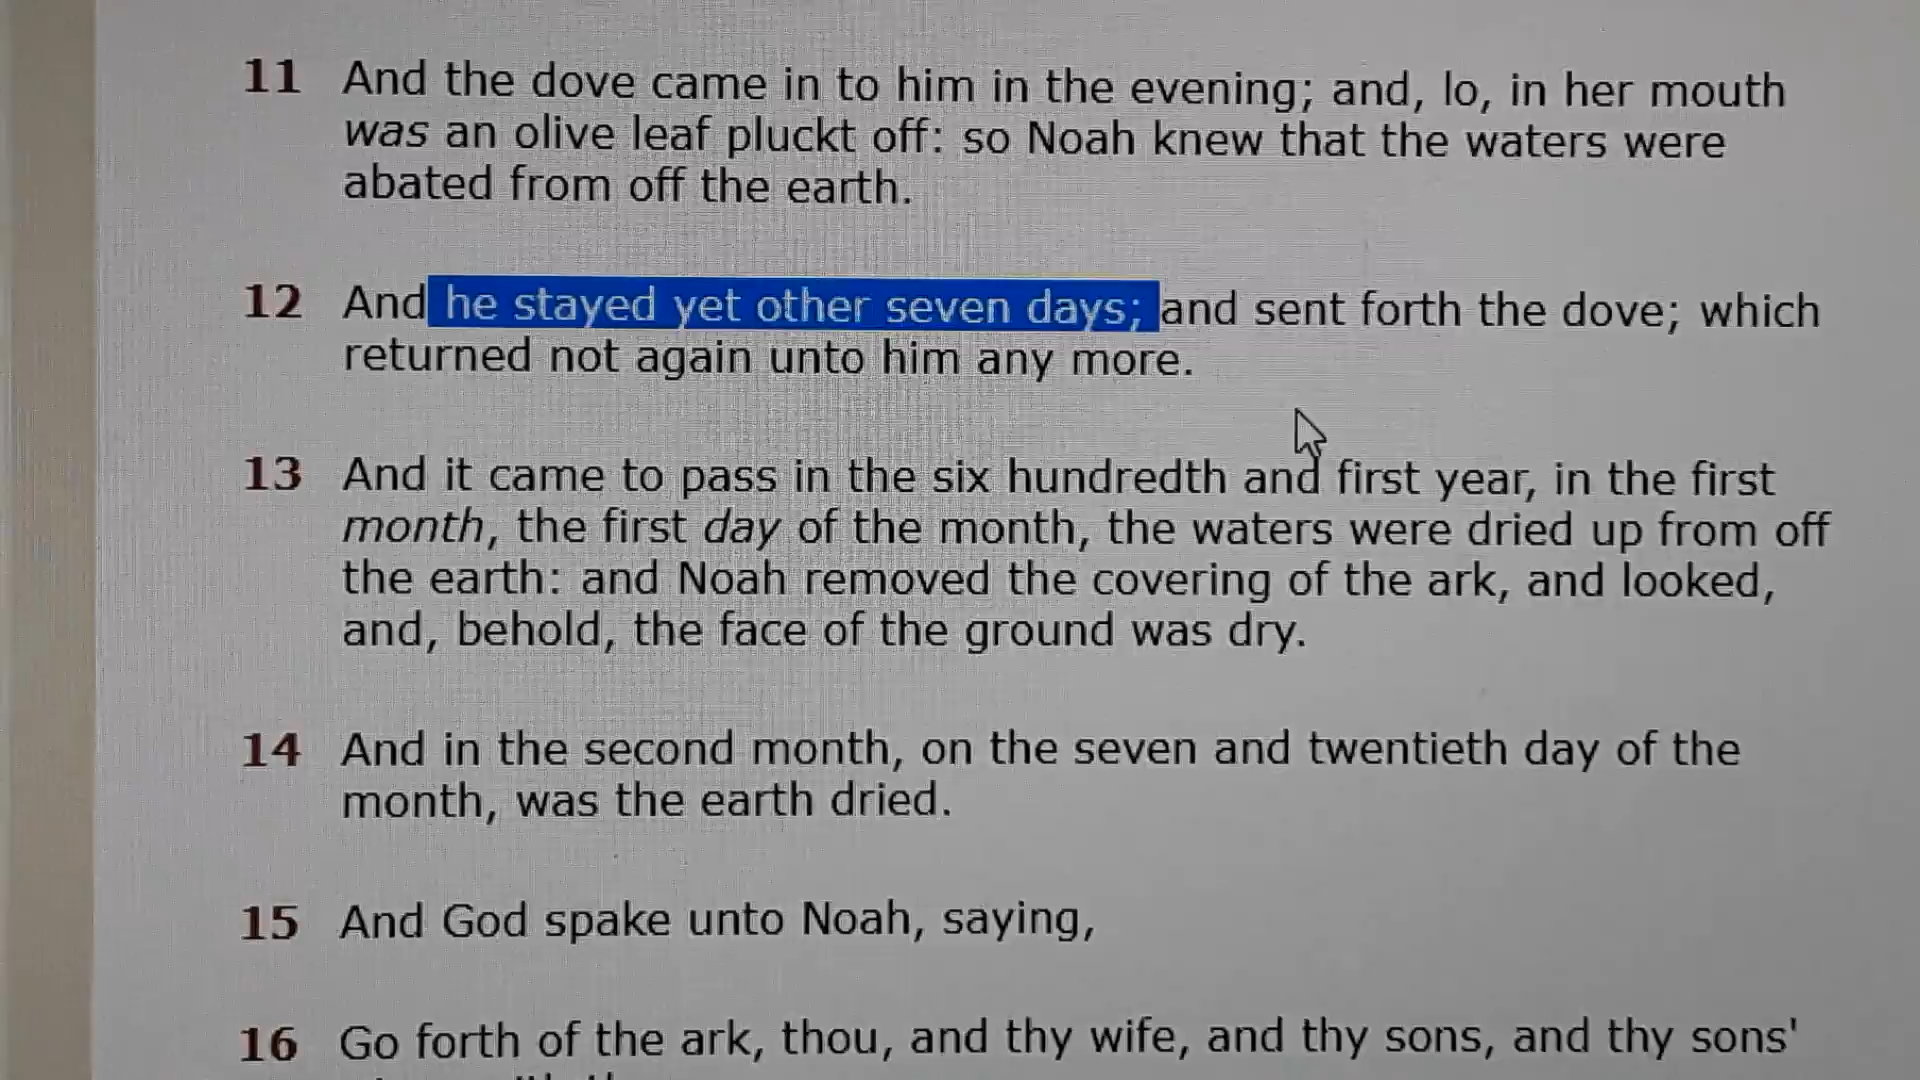 11 And the dove came in to him in the evening; and, lo, in her mouth
was an olive leaf pluckt off: so Noah knew that the waters were
abated from off the earth.
12 And he stayed yet other seven days; and sent forth the dove; which
returned not again unto him any more.
13 And it came to pass in the six hundredth and first year, in the first
month, the first day of the month, the waters were dried up from off
the earth: and Noah removed the covering of the ark, and looked,
and, behold, the face of the ground was dry.
14 And in the second month, on the seven and twentieth day of the
month, was the earth dried.
15 And God spake unto Noah, saying,
16 Go forth of the ark, thou, and thy wife, and thy sons, and thy sons'